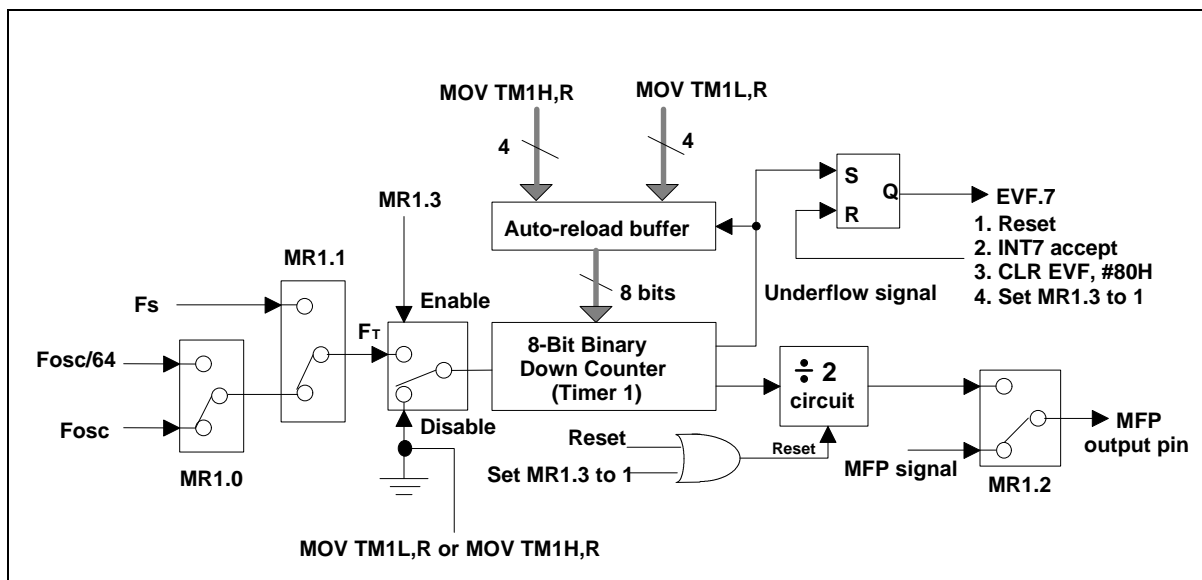 MOV TM1H,R
MOV TM1L,R
4
4
S
Q
R
EVF.7
1. Reset
2. INT7 accept
3. CLR EVF, #80H
4. Set MR1.3 to 1
MR1.3
Auto-reload buffer
MR1.1
Enable
8 bits
Underflow signal
Fs
FT
Fosc/64
8-Bit Binary
Down Counter
(Timer 1)
÷ 2
circuit
Fosc
Disable
Reset
Reset
MFP
output pin
MR1.0
Set MR1.3 to 1
MFP signal
MR1.2
MOV TM1L,R or MOV TM1H,R